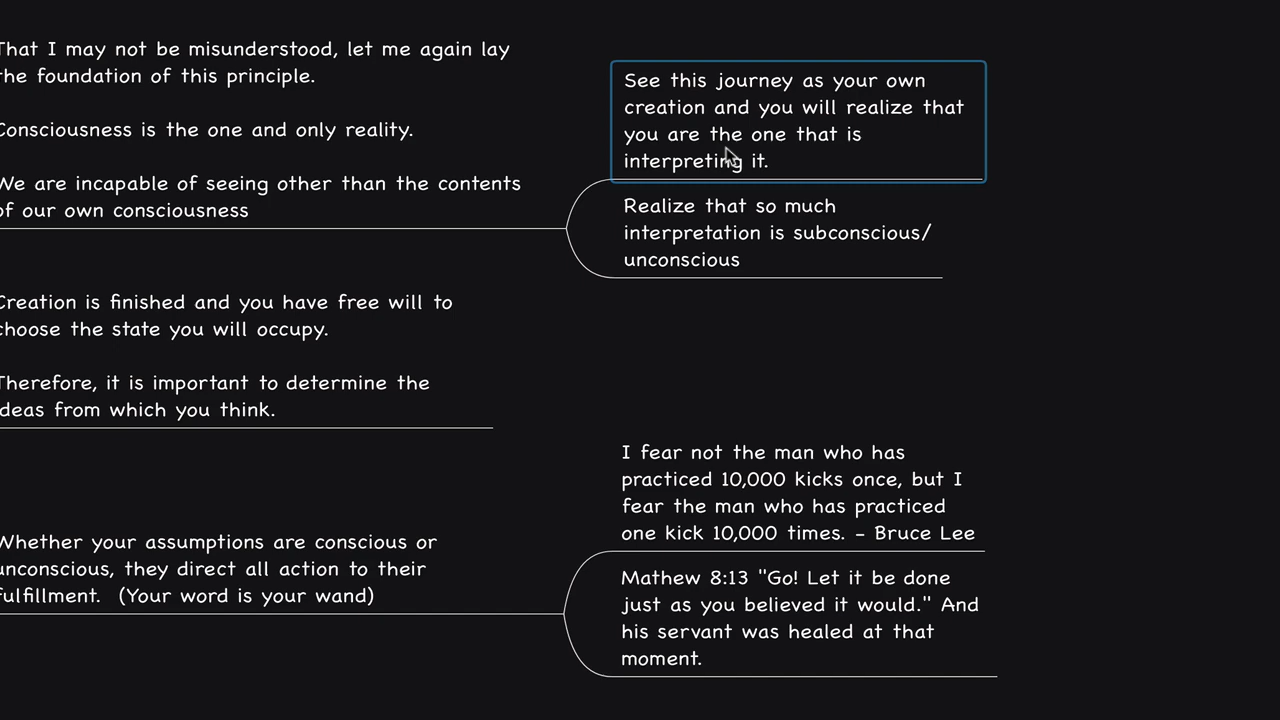 That I may not be misunderstood, let me again lay
the foundation of this principle.
Consciousness is the one and only reality.
We are incapable of seeing other than the contents
of our own consciousness
See this journey as your own
creation and you will realize that
you are the one that is
interpreting it.
Realize that so much
interpretation is subconscious/
unconscious
Creation is finished and you have free will to
choose the state you will occupy.
Therefore, it is important to determine the
ideas from which you think.
Whether your assumptions are conscious or
unconscious, they direct all action to their
fulfillment. (Your word is your wand)
I fear not the man who has
practiced 10,000 kicks once, but I
fear the man who has practiced
one kick 10,000 times. – Bruce Lee
Mathew 8:13 "Go! Let it be done
just as you believed it would." And
his servant was healed at that
moment.